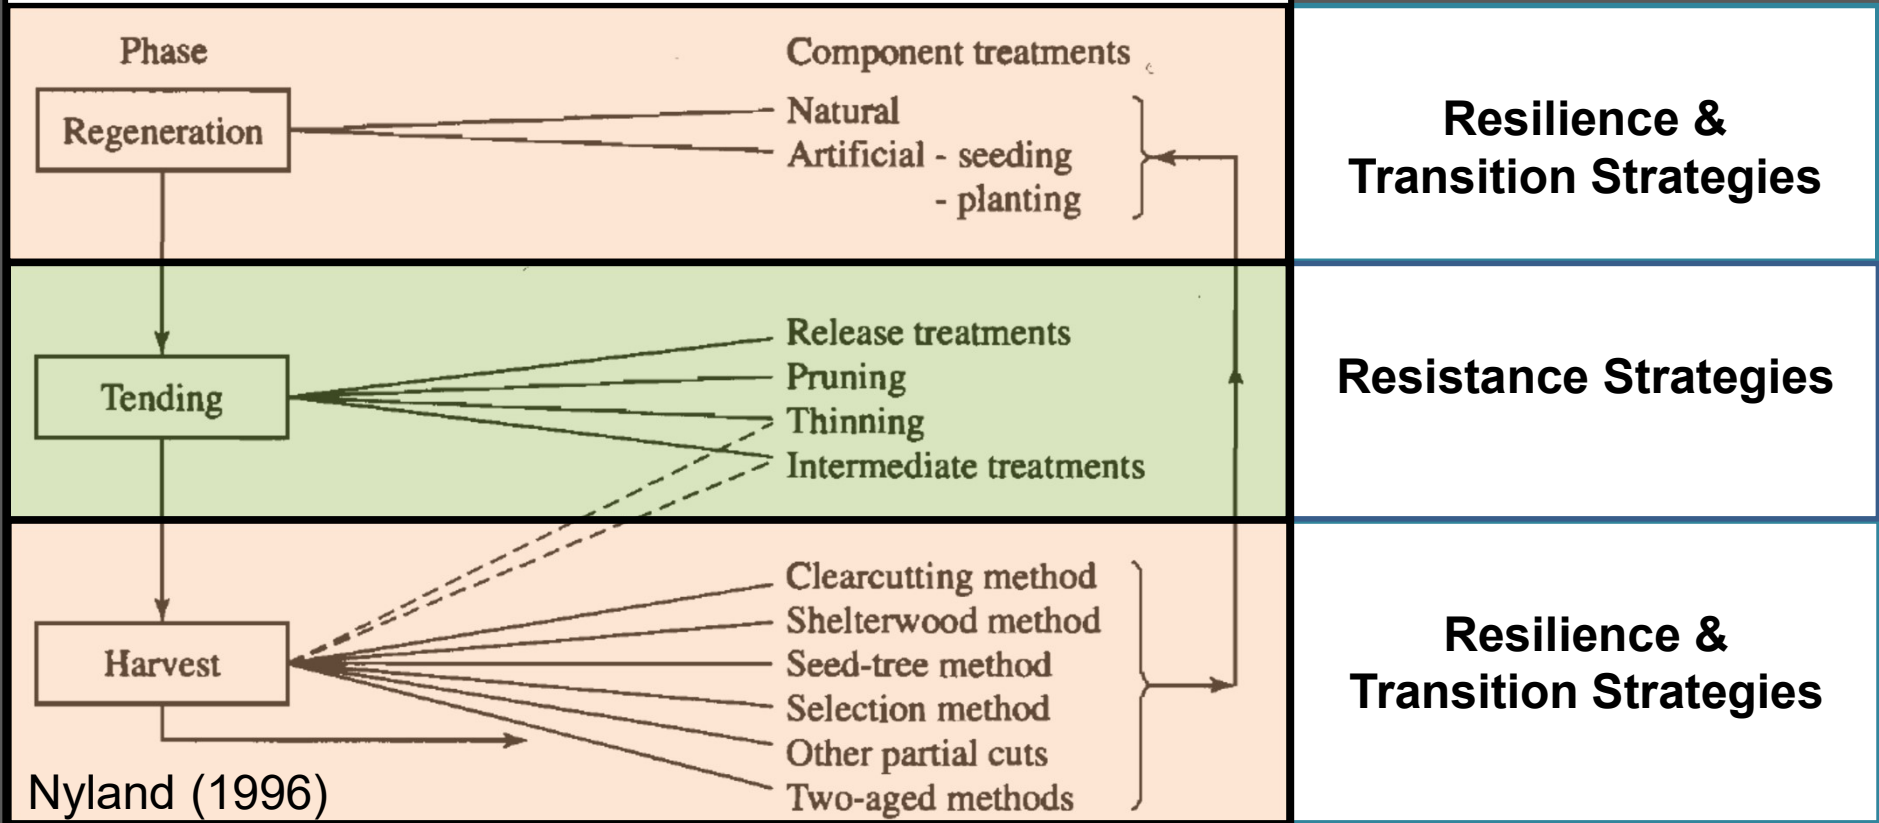 Phase
Component treatments
Regeneration
Natural
Artificial - seeding
- planting
Resilience &
Transition Strategies
Tending
Release treatments
Pruning
Thinning
Intermediate treatments
Resistance Strategies
Harvest
Clearcutting method
Shelterwood method
Seed-tree method
Selection method
Other partial cuts
Two-aged methods
Resilience &
Transition Strategies
Nyland (1996)